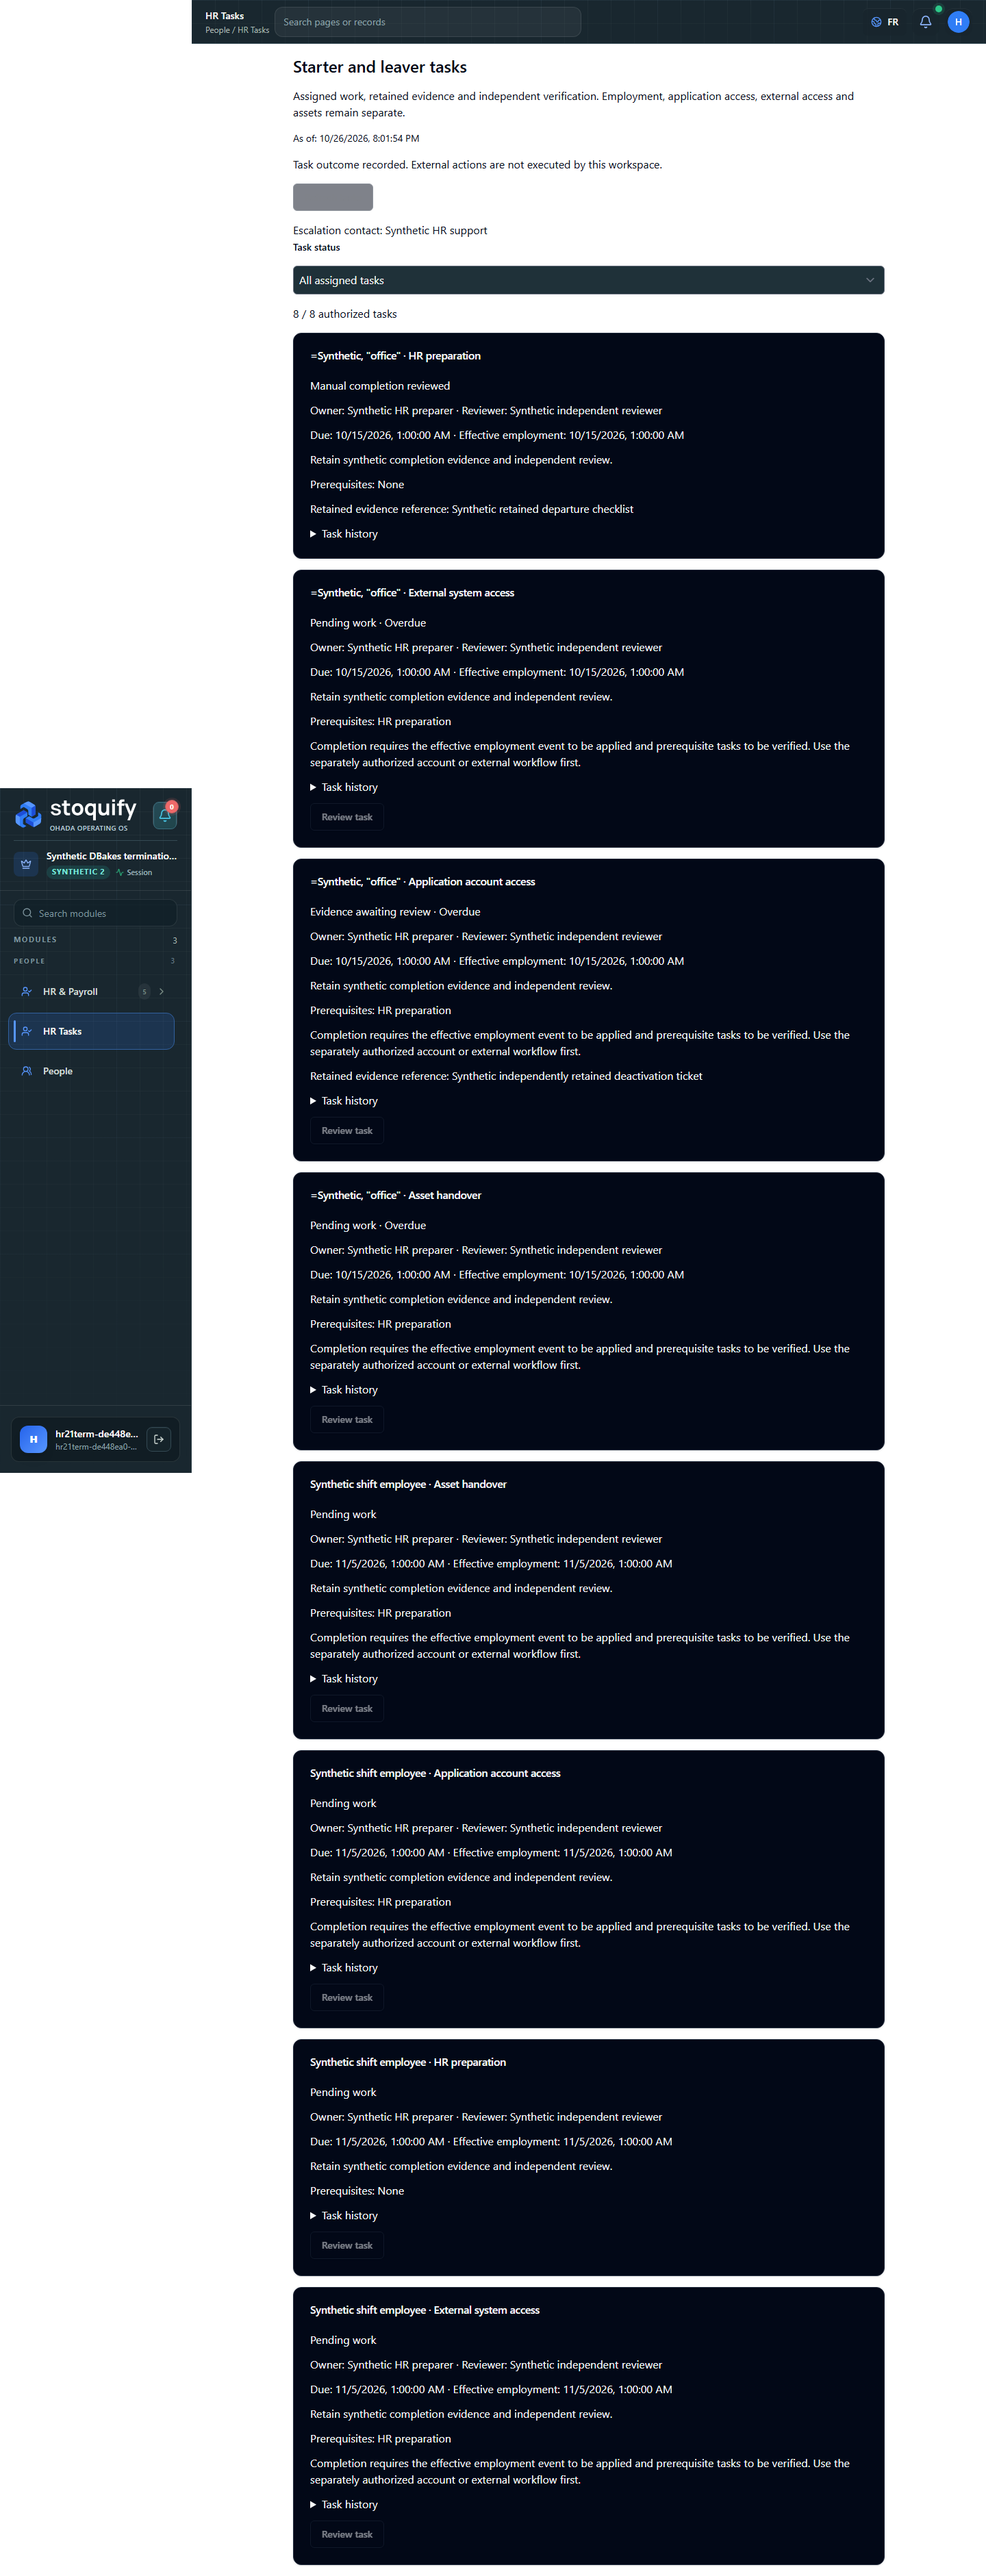 HR Tasks
People / HR Tasks
Search pages or records
FR
H
Starter and leaver tasks
Assigned work, retained evidence and independent verification. Employment, application access, external access and
assets remain separate.
As of: 10/26/2026, 8:01:54 PM
Task outcome recorded. External actions are not executed by this workspace.
Escalation contact: Synthetic HR support
Task status
All assigned tasks
8 / 8 authorized tasks
=Synthetic, "office" · HR preparation
Manual completion reviewed
Owner: Synthetic HR preparer · Reviewer: Synthetic independent reviewer
Due: 10/15/2026, 1:00:00 AM · Effective employment: 10/15/2026, 1:00:00 AM
Retain synthetic completion evidence and independent review.
Prerequisites: None
Retained evidence reference: Synthetic retained departure checklist
Task history
=Synthetic, "office" · External system access
Pending work · Overdue
Owner: Synthetic HR preparer · Reviewer: Synthetic independent reviewer
Due: 10/15/2026, 1:00:00 AM · Effective employment: 10/15/2026, 1:00:00 AM
Retain synthetic completion evidence and independent review.
Prerequisites: HR preparation
Completion requires the effective employment event to be applied and prerequisite tasks to be verified. Use the
separately authorized account or external workflow first.
Task history
Review task
=Synthetic, "office" · Application account access
Evidence awaiting review · Overdue
Owner: Synthetic HR preparer · Reviewer: Synthetic independent reviewer
Due: 10/15/2026, 1:00:00 AM · Effective employment: 10/15/2026, 1:00:00 AM
Retain synthetic completion evidence and independent review.
Prerequisites: HR preparation
Completion requires the effective employment event to be applied and prerequisite tasks to be verified. Use the
separately authorized account or external workflow first.
Retained evidence reference: Synthetic independently retained deactivation ticket
Task history
Review task
=Synthetic, "office" · Asset handover
Pending work · Overdue
Owner: Synthetic HR preparer · Reviewer: Synthetic independent reviewer
Due: 10/15/2026, 1:00:00 AM · Effective employment: 10/15/2026, 1:00:00 AM
Retain synthetic completion evidence and independent review.
Prerequisites: HR preparation
Completion requires the effective employment event to be applied and prerequisite tasks to be verified. Use the
separately authorized account or external workflow first.
Task history
Review task
Synthetic shift employee · Asset handover
Pending work
Owner: Synthetic HR preparer · Reviewer: Synthetic independent reviewer
Due: 11/5/2026, 1:00:00 AM · Effective employment: 11/5/2026, 1:00:00 AM
Retain synthetic completion evidence and independent review.
Prerequisites: HR preparation
Completion requires the effective employment event to be applied and prerequisite tasks to be verified. Use the
separately authorized account or external workflow first.
Task history
Review task
Synthetic shift employee · Application account access
Pending work
Owner: Synthetic HR preparer · Reviewer: Synthetic independent reviewer
Due: 11/5/2026, 1:00:00 AM · Effective employment: 11/5/2026, 1:00:00 AM
Retain synthetic completion evidence and independent review.
Prerequisites: HR preparation
Completion requires the effective employment event to be applied and prerequisite tasks to be verified. Use the
separately authorized account or external workflow first.
Task history
Review task
Synthetic shift employee · HR preparation
Pending work
Owner: Synthetic HR preparer · Reviewer: Synthetic independent reviewer
Due: 11/5/2026, 1:00:00 AM · Effective employment: 11/5/2026, 1:00:00 AM
Retain synthetic completion evidence and independent review.
Prerequisites: None
Task history
Review task
Synthetic shift employee · External system access
Pending work
Owner: Synthetic HR preparer · Reviewer: Synthetic independent reviewer
Due: 11/5/2026, 1:00:00 AM · Effective employment: 11/5/2026, 1:00:00 AM
Retain synthetic completion evidence and independent review.
Prerequisites: HR preparation
Completion requires the effective employment event to be applied and prerequisite tasks to be verified. Use the
separately authorized account or external workflow first.
Task history
Review task
stoquify
OHADA OPERATING OS
0
Synthetic DBakes terminatio...
SYNTHETIC 2
Session
Search modules
MODULES 3
PEOPLE 3
HR & Payroll 5
HR Tasks
People
H
hr21term-de448e...
hr21term-de448ea0-...